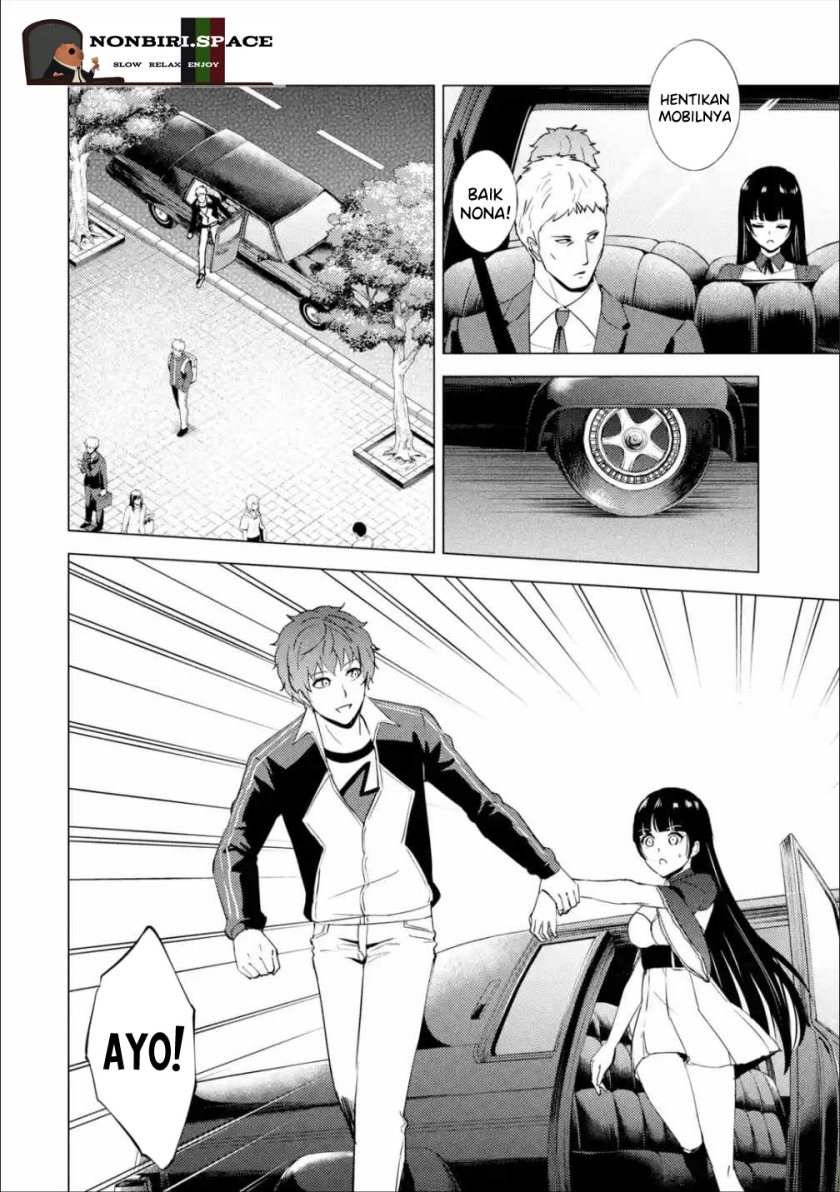 NONBIRI.SPACE
SLOW RELAX ENJOY
HENTIKAN
MOBILNYA
BAIK
NONA!
AYO!